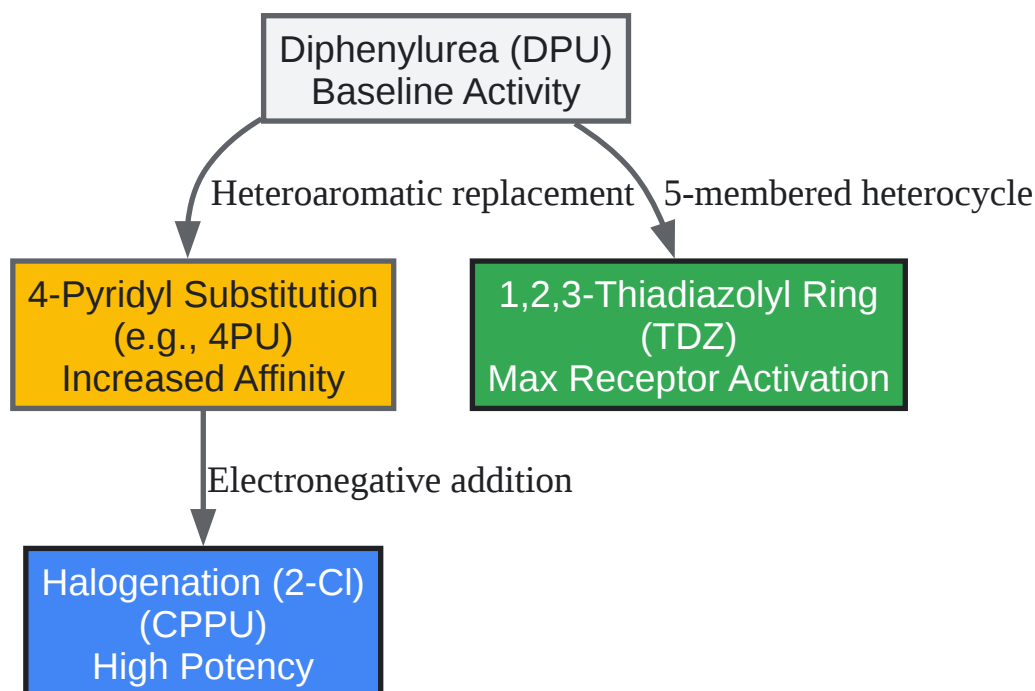 Diphenylurea (DPU)
Baseline Activity
Heteroaromatic replacement
5-membered heterocycle
4-Pyridyl Substitution
(e.g., 4PU)
Increased Affinity
1,2,3-Thiadiazolyl Ring
(TDZ)
Max Receptor Activation
Electronegative addition
Halogenation (2-Cl)
(CPPU)
High Potency